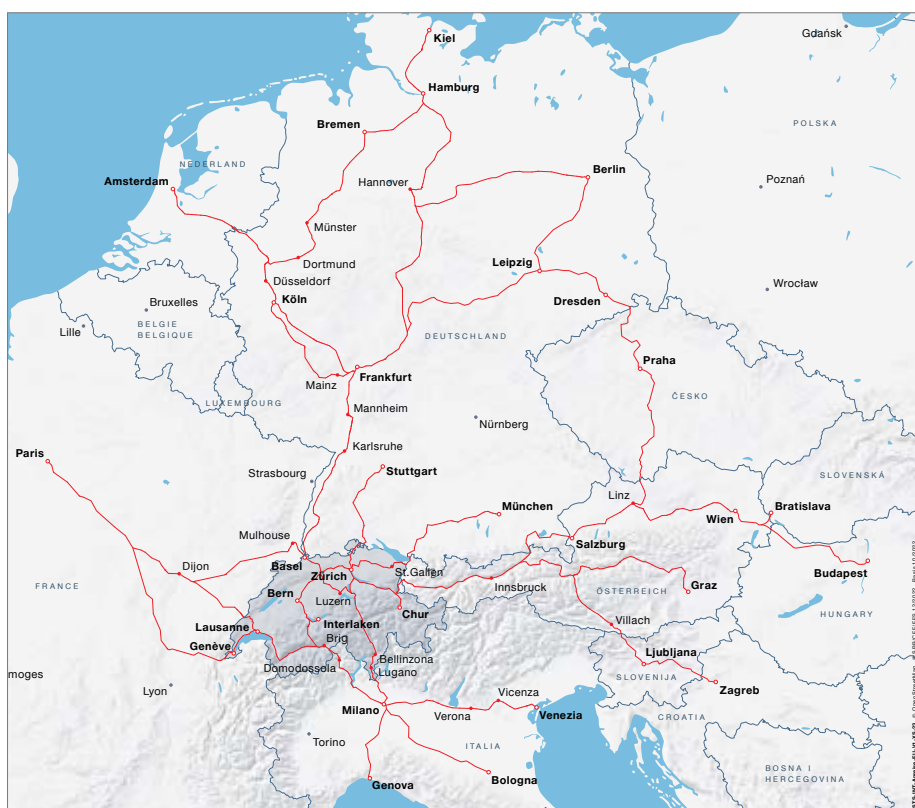 Kiel
Gdańsk
Hamburg
Bremen
POLSKA
NEDERLAND
Amsterdam
Hannover
Berlin
Poznań
Münster
Dortmund
Leipzig
Düsseldorf
Köln
Dresden
Wrocław
Bruxelles
Lille
BELGIE
BELGIQUE
DEUTSCHLAND
Praha
Frankfurt
Mainz
LUXEMBOURG
ČESKO
Mannheim
Nürnberg
Karlsruhe
Paris
Strasbourg
Stuttgart
SLOVENSKÁ
Linz
München
Wien
Bratislava
Mulhouse
Salzburg
Basel
Dijon
Zürich
St.Gallen
Budapest
FRANCE
Bern
Luzern
Innsbruck
ÖSTERREICH
Graz
Chur
HUNGARY
Lausanne
Interlaken
Villach
Genève
Brig
Ljubljana
Domodossola
Bellinzona
Lugano
moges
Lyon
SLOVENIJA
Zagreb
Milano
Vicenza
Verona
Venezia
CROATIA
Torino
ITALIA
Genova
Bologna
BOSNA I
HERCEGOVINA